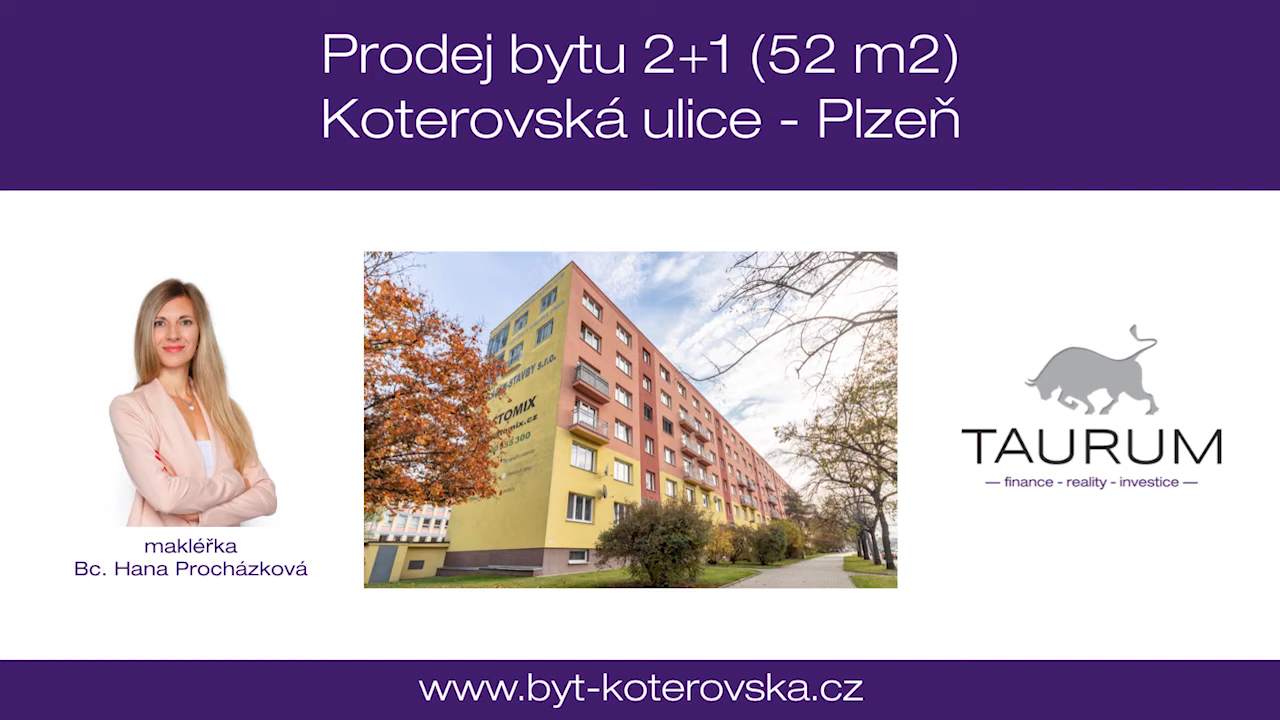 Prodej bytu 2+1 (52 m2)
Koterovská ulice - Plzeň
STAVBY s.r.o.
makléřka
Bc. Hana Procházková
TAURUM
— finance - reality - investice —
www.byt-koterovska.cz